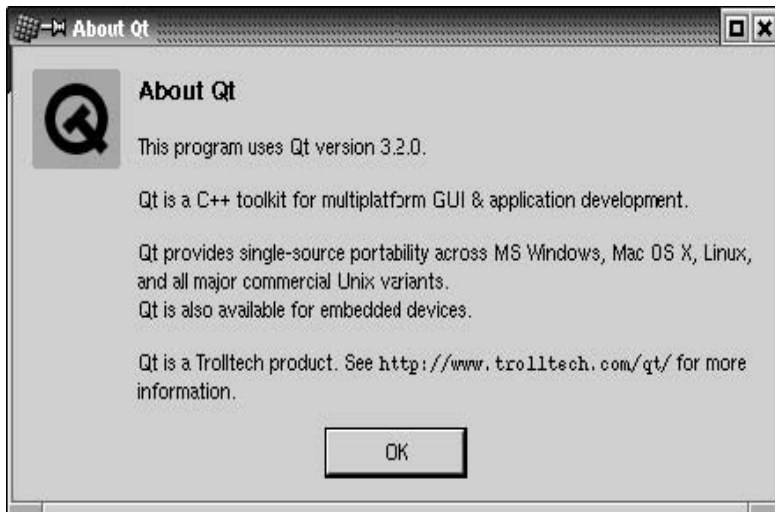 About Qt
About Qt
This program uses Qt version 3.2.0.
Qt is a C++ toolkit for multiplatform GUI & application development.
Qt provides single-source portability across MS Windows, Mac OS X, Linux,
and all major commercial Unix variants.
Qt is also available for embedded devices.
Qt is a Trolltech product. See http://www.trolltech.com/qt/ for more
information.
OK